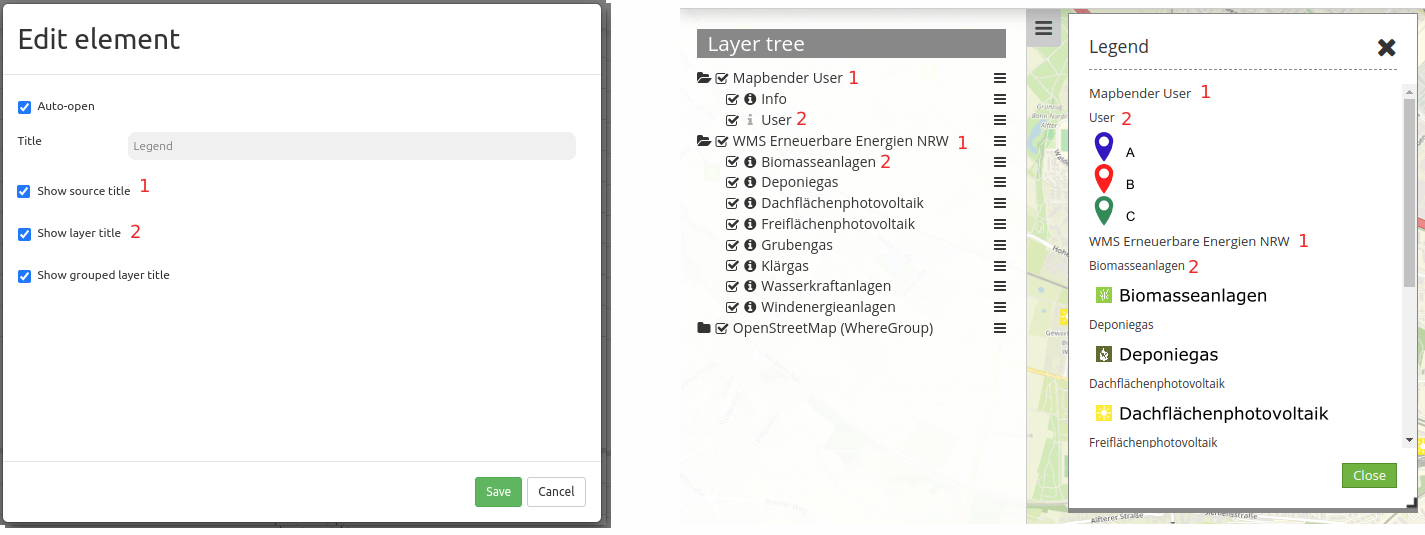 Edit element
Auto-open
Title
Legend
Show source title 1
Show layer title 2
Show grouped layer title
Save
Cancel
Layer tree
Mapbender User 1
Info
User 2
WMS Erneuerbare Energien NRW 1
Biomasseanlagen 2
Deponiegas
Dachflächenphotovoltaik
Freiflächenphotovoltaik
Grubengas
Klärgas
Wasserkraftanlagen
Windenergieanlagen
OpenStreetMap (WhereGroup)
Legend
Mapbender User 1
User 2
A
B
C
WMS Erneuerbare Energien NRW 1
Biomasseanlagen 2
Biomasseanlagen
Deponiegas
Deponiegas
Dachflächenphotovoltaik
Dachflächenphotovoltaik
Freiflächenphotovoltaik
Close
Alfterer Straße